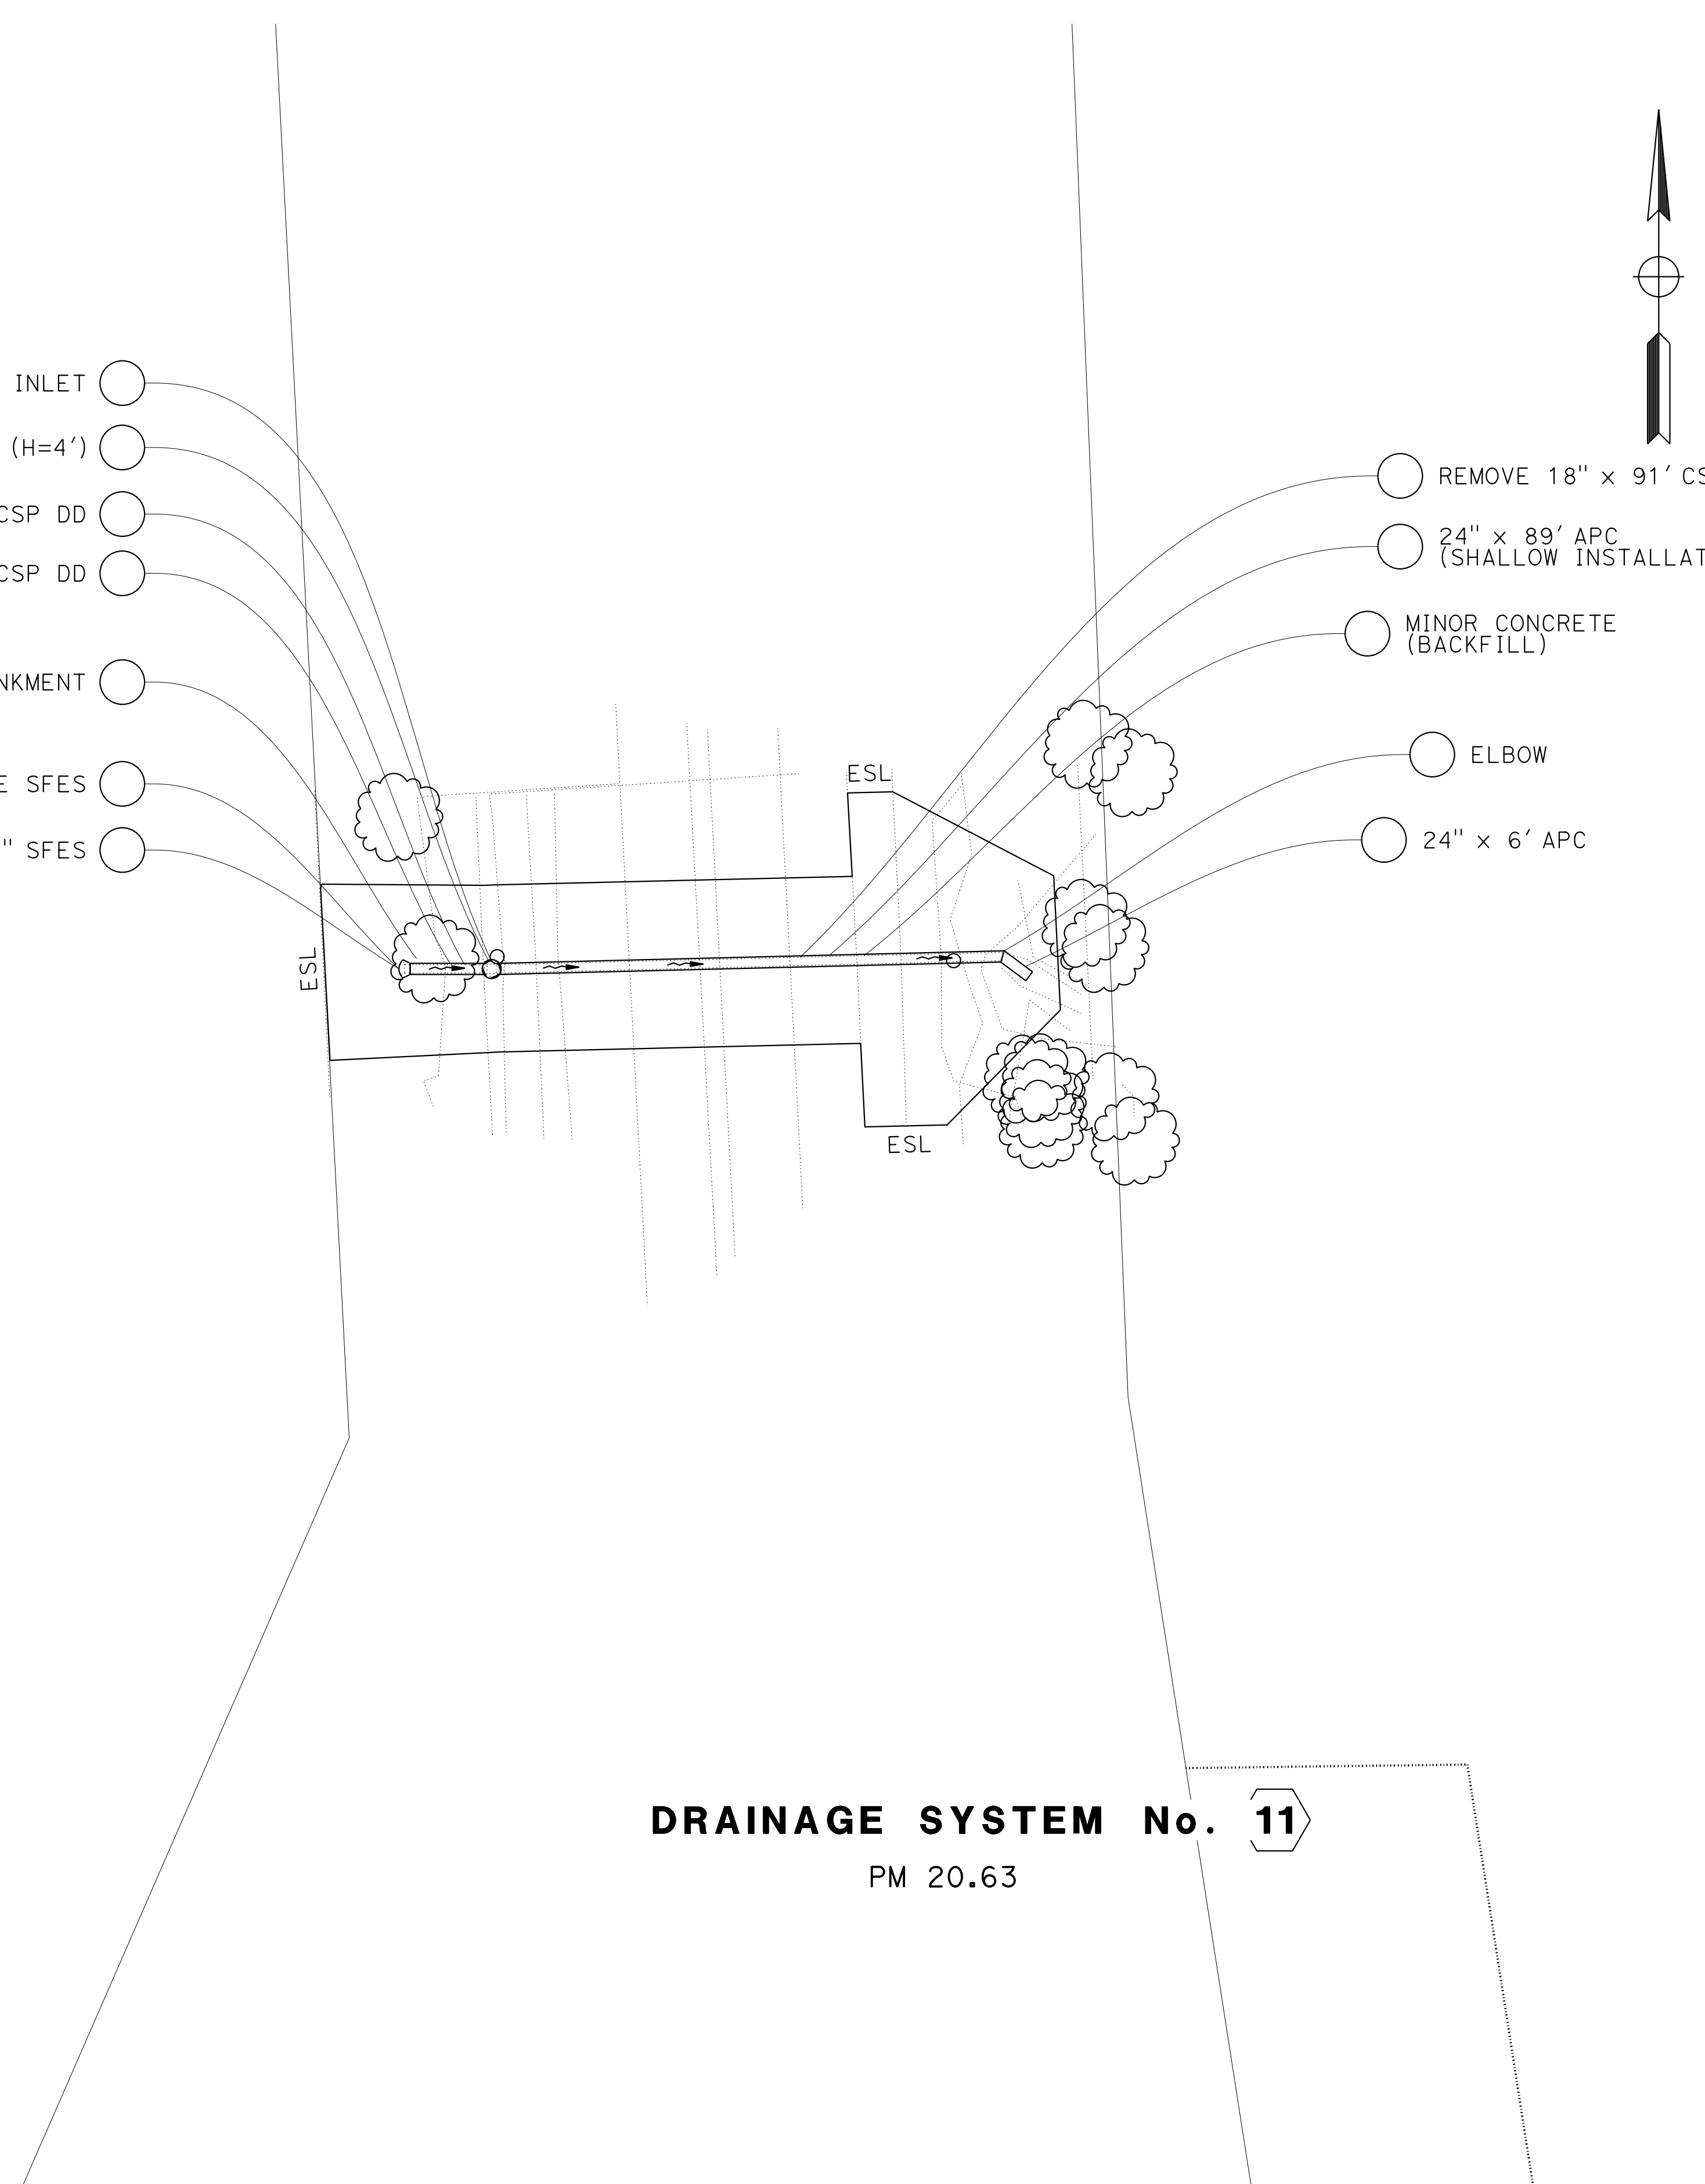 INLET
(H=4')
CSP DD
CSP DD
NKMENT
E SFES
" SFES
REMOVE 18" x 91' CS
24" x 89' APC
(SHALLOW INSTALLAT
MINOR CONCRETE
(BACKFILL)
ELBOW
24" x 6' APC
ESL
ESL
ESL
DRAINAGE SYSTEM No. 11
PM 20.63